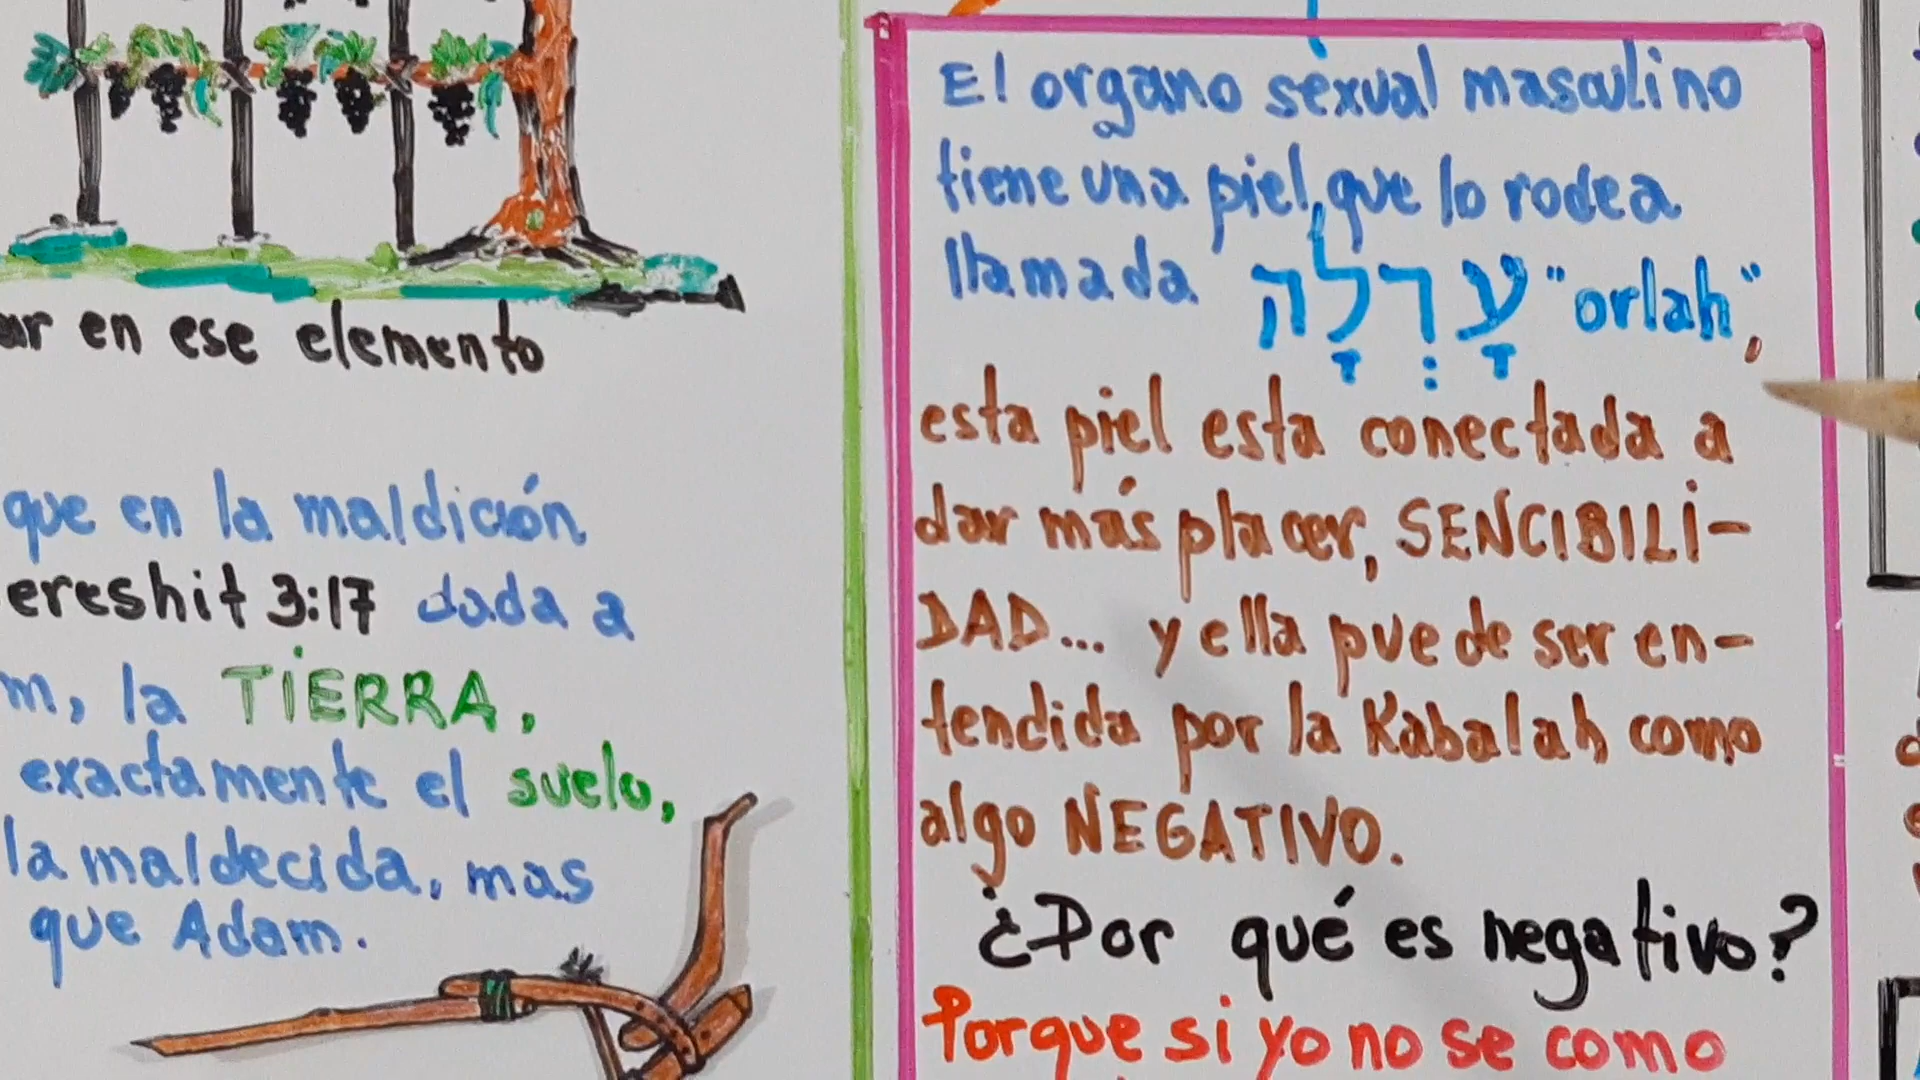 ar en ese elemento
que en la maldición
ereshit 3:17 dada a
m, la TiERRA,
exactamente el suelo,
la maldecida, mas
que Adam.
El organo sexual masculino
tiene una piel, que lo rodea
llamada עָרְלָה "orlah",
esta piel esta conectada a
dar más placer, SENCIBILi-
DAD... y ella puede ser en-
tendida por la Kabalah como
algo NEGATIVO.
¿Por qué es negativo?
Porque si yo no se como